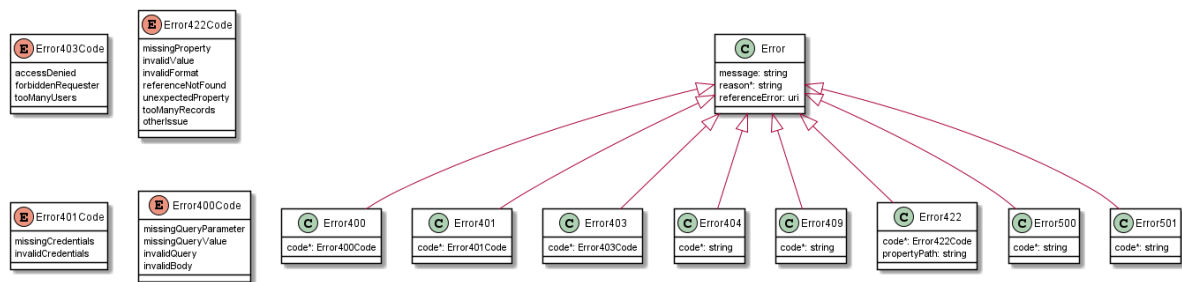 E Error403Code
accessDenied
forbiddenRequester
tooManyUsers
E Error422Code
missingProperty
invalidValue
invalidFormat
referenceNotFound
unexpectedProperty
tooManyRecords
otherIssue
C Error
message: string
reason*: string
referenceError: uri
E Error401Code
missingCredentials
invalidCredentials
E Error400Code
missingQueryParameter
missingQueryValue
invalidQuery
invalidBody
C Error400
code*: Error400Code
C Error401
code*: Error401Code
C Error403
code*: Error403Code
C Error404
code*: string
C Error409
code*: string
C Error422
code*: Error422Code
propertyPath: string
C Error500
code*: string
C Error501
code*: string